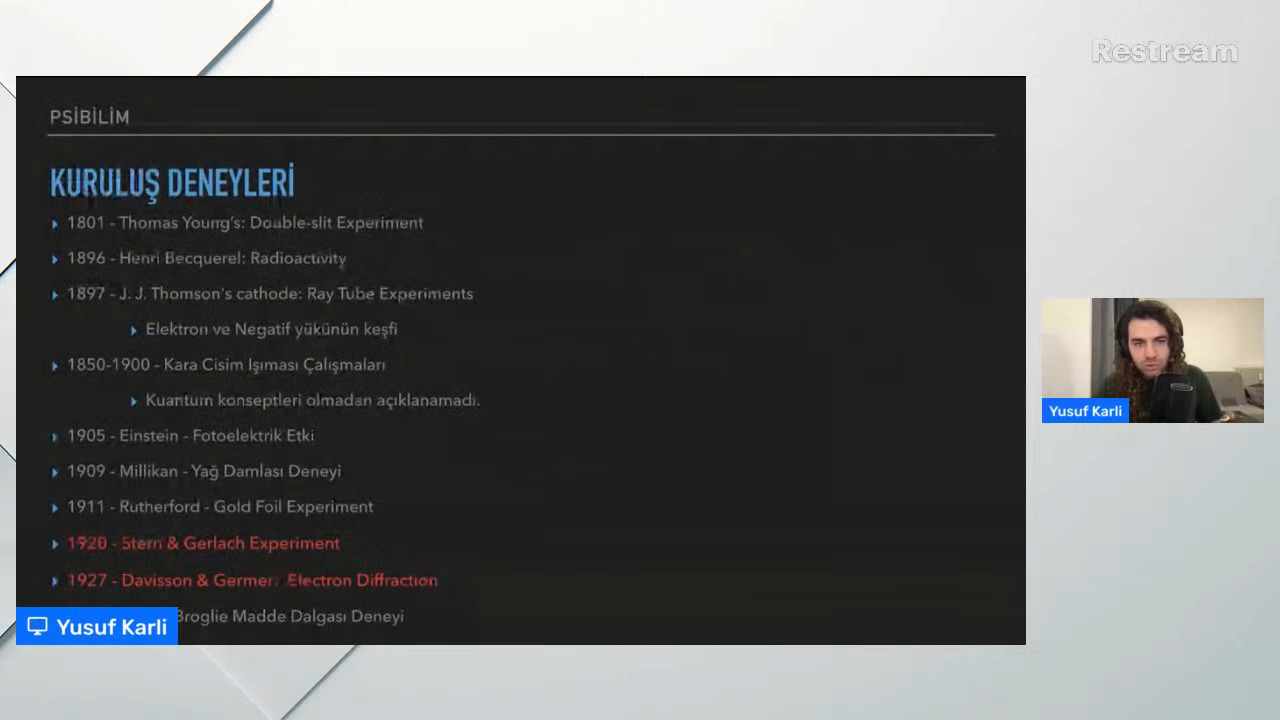 Restream
PSİBİLİM
KURULUŞ DENEYLERİ
1801 - Thomas Young's: Double-slit Experiment
1896 - Henri Becquerel: Radioactivity
1897 - J. J. Thomson's cathode: Ray Tube Experiments
Elektron ve Negatif yükünün keşfi
1850-1900 - Kara Cisim Işıması Çalışmaları
Kuantum konseptleri olmadan açıklanamadı.
1905 - Einstein - Fotoelektrik Etki
1909 - Millikan - Yağ Damlası Deneyi
1911 - Rutherford - Gold Foil Experiment
1920 - Stern & Gerlach Experiment
1927 - Davisson & Germer: Electron Diffraction
Broglie Madde Dalgası Deneyi
Yusuf Karli
Yusuf Karli